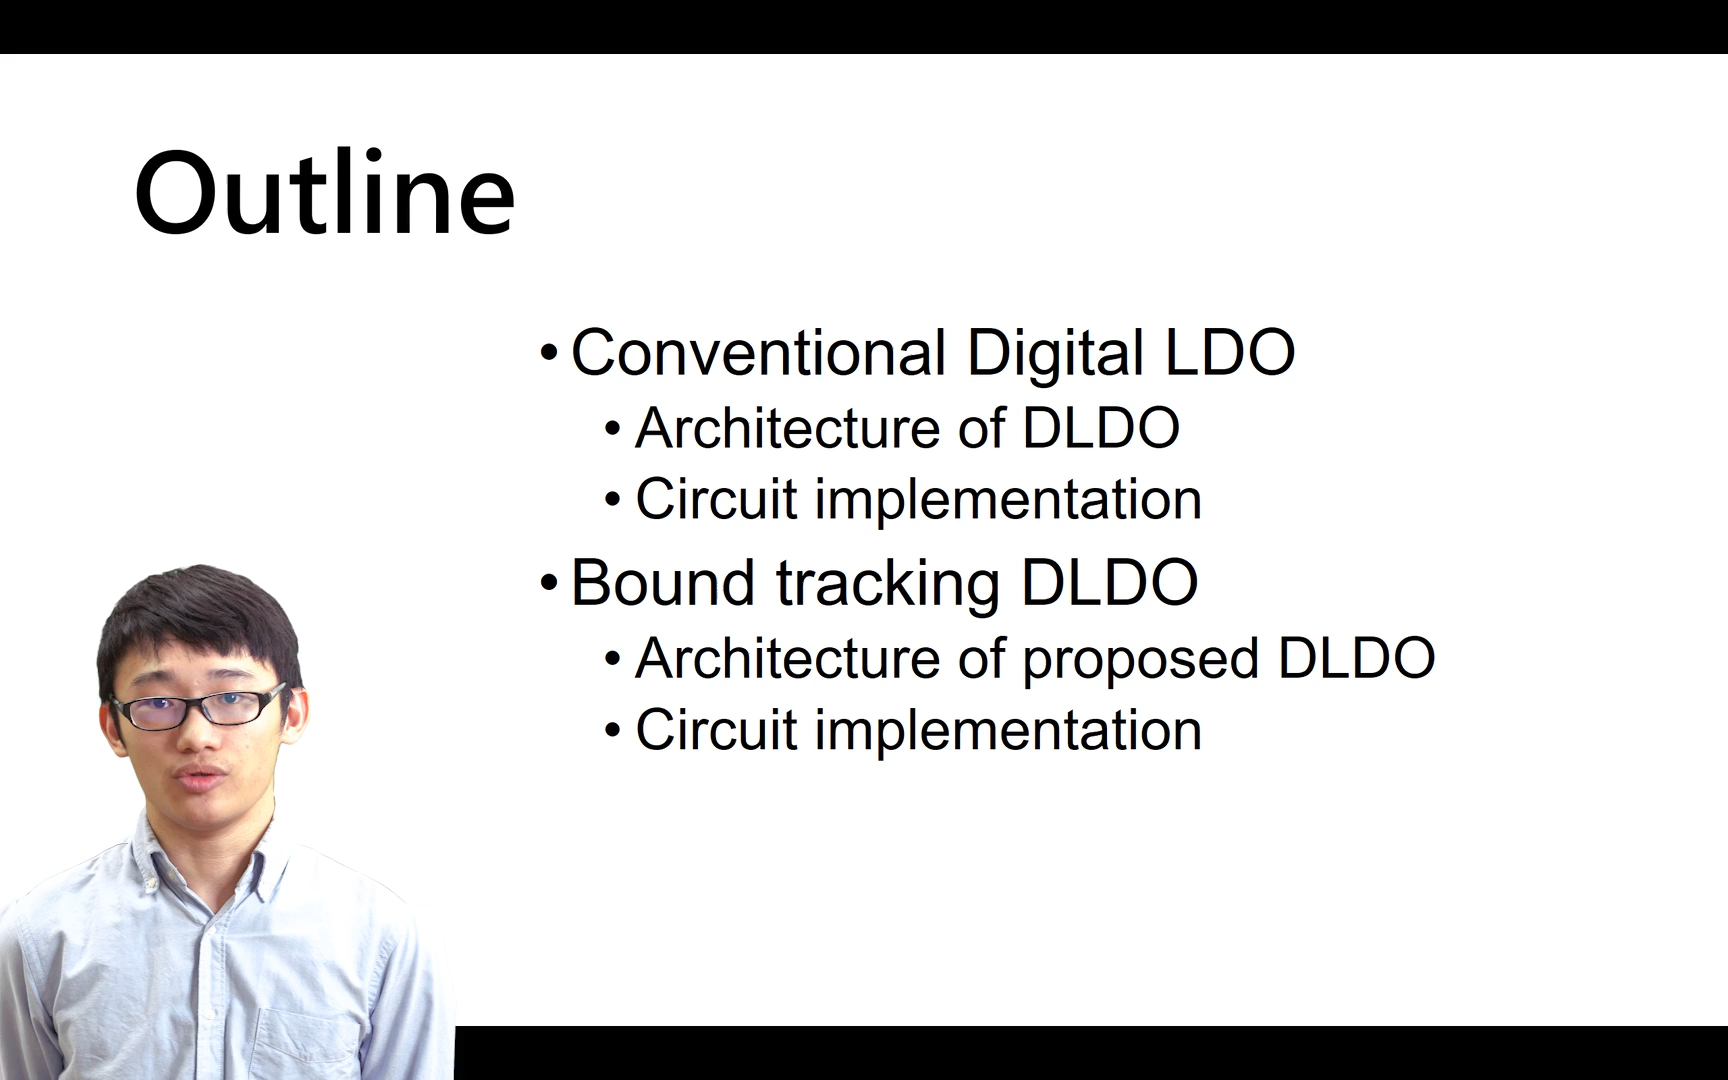 Outline
• Conventional Digital LDO
• Architecture of DLDO
• Circuit implementation
• Bound tracking DLDO
• Architecture of proposed DLDO
• Circuit implementation